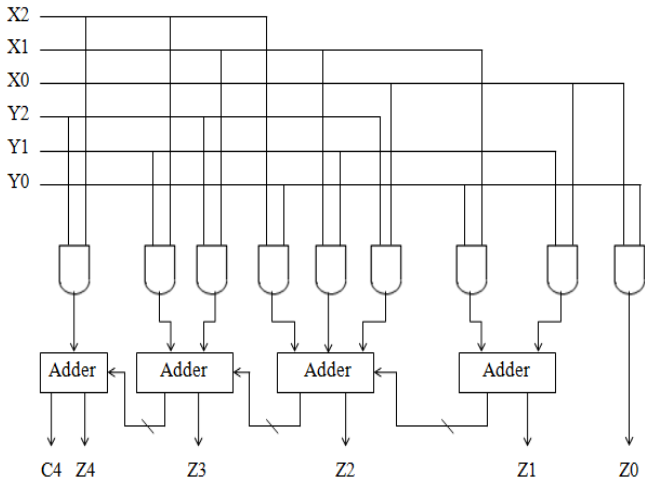 X2
X1
X0
Y2
Y1
Y0
Adder Adder Adder Adder
C4 Z4 Z3 Z2 Z1 Z0